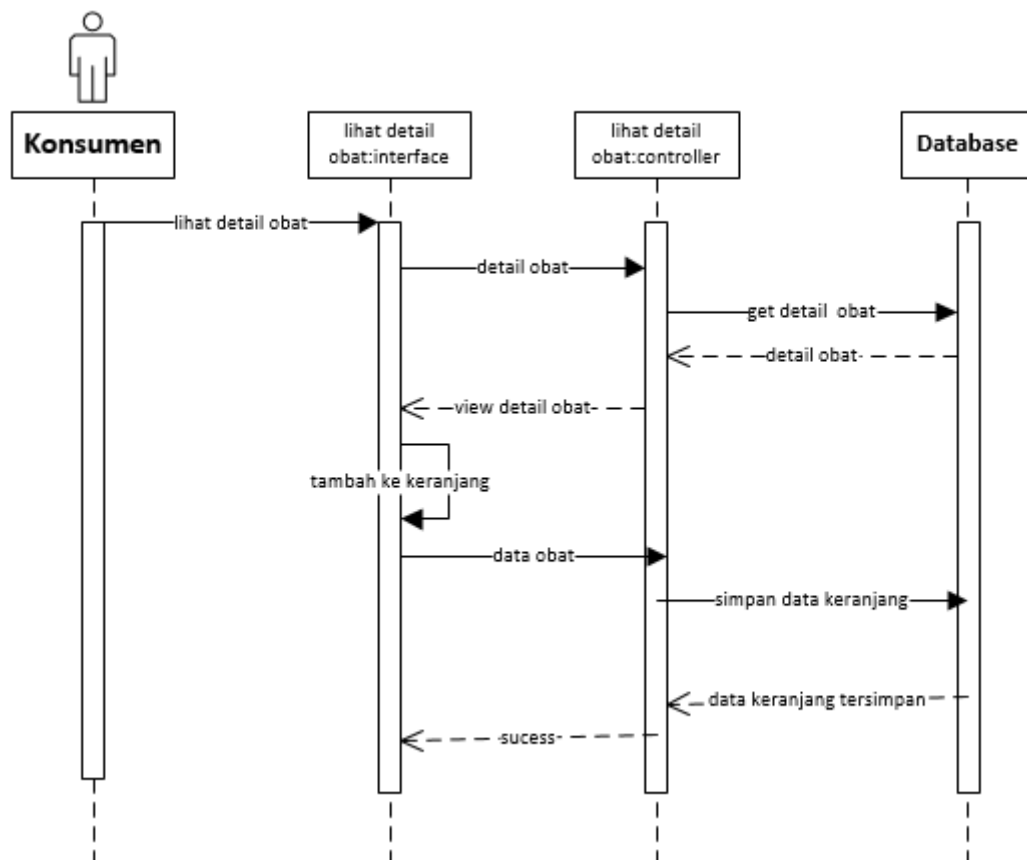 Konsumen
lihat detail
obat:interface
lihat detail
obat:controller
Database
lihat detail obat
detail obat
get detail  obat
detail obat
view detail obat
tambah ke keranjang
data obat
simpan data keranjang
data keranjang tersimpan
sucess